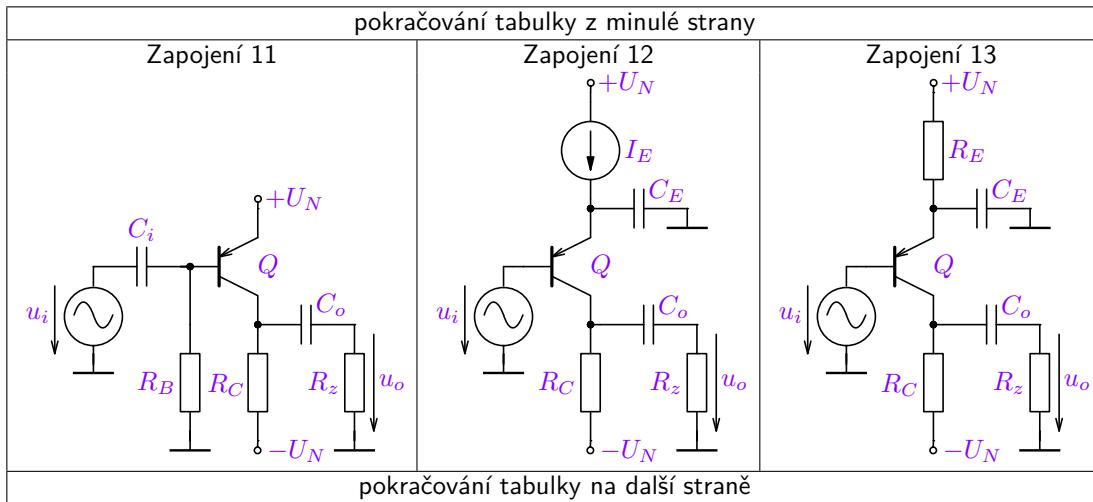 pokračování tabulky z minulé strany
Zapojení 11
Zapojení 12
Zapojení 13
+U_N
C_i
Q
u_i
C_o
R_B
R_C
R_z
u_o
−U_N
+U_N
I_E
C_E
Q
u_i
C_o
R_C
R_z
u_o
−U_N
+U_N
R_E
C_E
Q
u_i
C_o
R_C
R_z
u_o
−U_N
pokračování tabulky na další straně